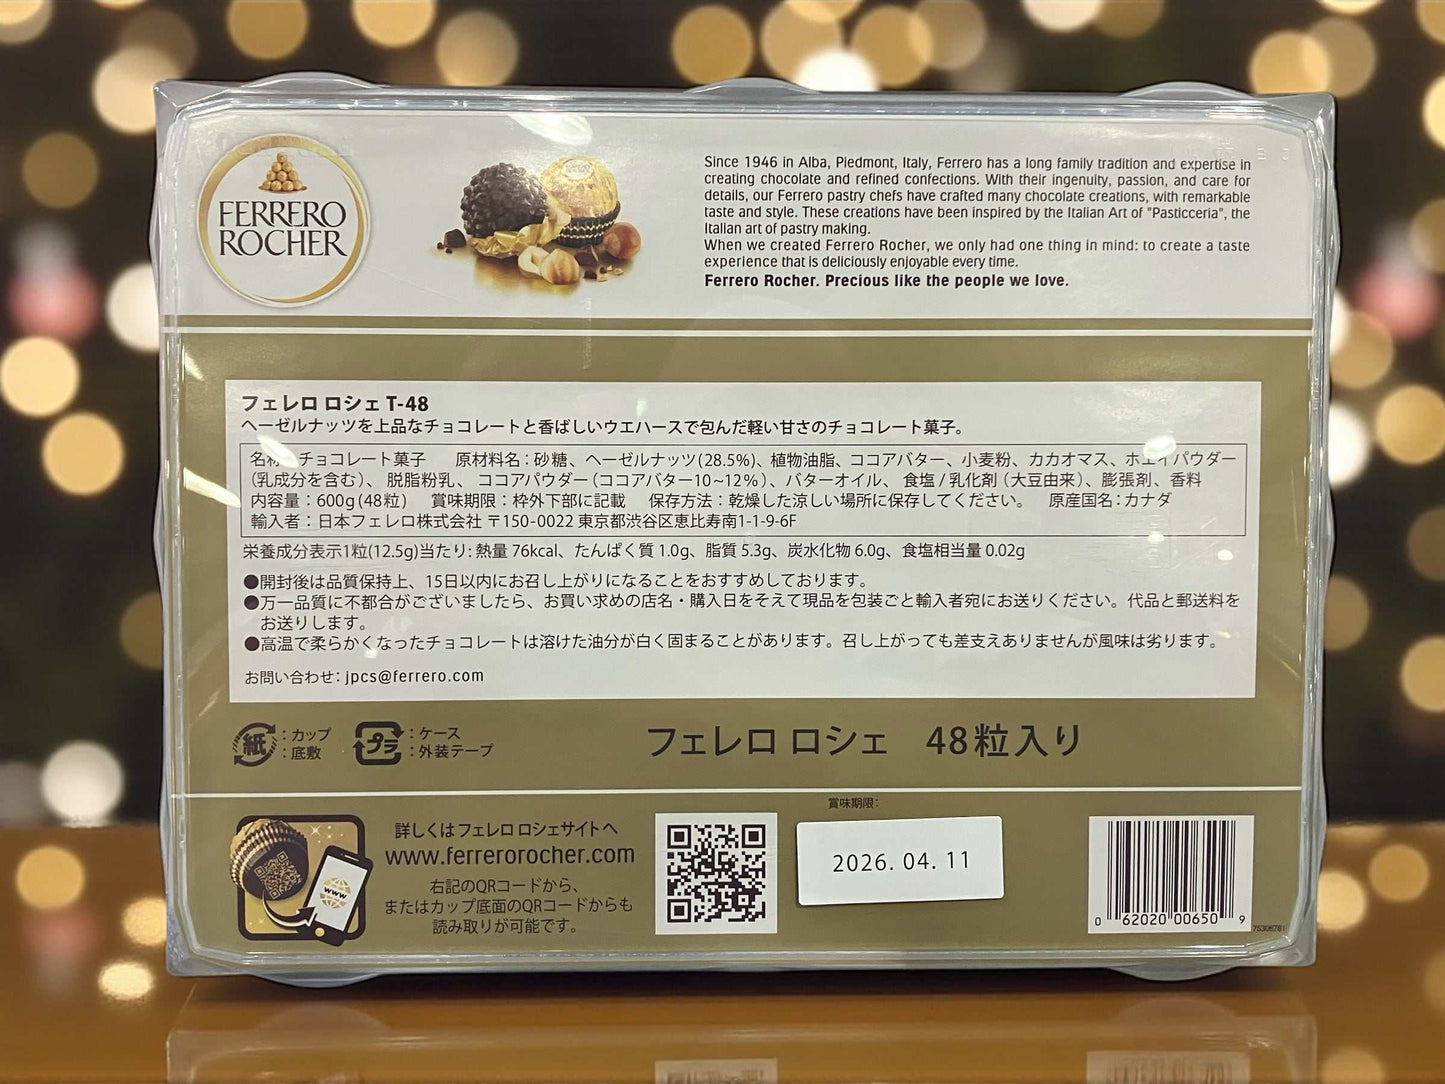 FERRERO
ROCHER
Since 1946 in Alba, Piedmont, Italy, Ferrero has a long family tradition and expertise in
creating chocolate and refined confections. With their ingenuity, passion, and care for
details, our Ferrero pastry chefs have crafted many chocolate creations, with remarkable
taste and style. These creations have been inspired by the Italian Art of "Pasticceria", the
Italian art of pastry making.
When we created Ferrero Rocher, we only had one thing in mind: to create a taste
experience that is deliciously enjoyable every time.
Ferrero Rocher. Precious like the people we love.
フェレロ ロシェ T-48
ヘーゼルナッツを上品なチョコレートと香ばしいウエハースで包んだ軽い甘さのチョコレート菓子。
名称:チョコレート菓子 原材料名:砂糖、ヘーゼルナッツ(28.5%)、植物油脂、ココアバター、小麦粉、カカオマス、ホエイパウダー
(乳成分を含む)、脱脂粉乳、ココアパウダー(ココアバター10~12%)、バターオイル、食塩/乳化剤(大豆由来)、膨張剤、香料
内容量:600g(48粒) 賞味期限:枠外下部に記載 保存方法:乾燥した涼しい場所に保存してください。 原産国名:カナダ
輸入者:日本フェレロ株式会社 〒150-0022 東京都渋谷区恵比寿南1-1-9-6F
栄養成分表示1粒(12.5g)当たり:熱量 76kcal、たんぱく質 1.0g、脂質 5.3g、炭水化物 6.0g、食塩相当量 0.02g
●開封後は品質保持上、15日以内にお召し上がりになることをおすすめしております。
●万一品質に不都合がございましたら、お買い求めの店名・購入日をそえて現品を包装ごと輸入者宛にお送りください。代品と郵送料を
お送りします。
●高温で柔らかくなったチョコレートは溶けた油分が白く固まることがあります。召し上がっても差支えありませんが風味は劣ります。
お問い合わせ:jpcs@ferrero.com
紙 :カップ
:底敷
プラ :ケース
:外装テープ
フェレロ ロシェ 48粒入り
賞味期限:
2026.04.11
詳しくはフェレロ ロシェサイトへ
www.ferrerorocher.com
右記のQRコードから、
またはカップ底面のQRコードからも
読み取りが可能です。
www
0 62020 00650 9
75306781